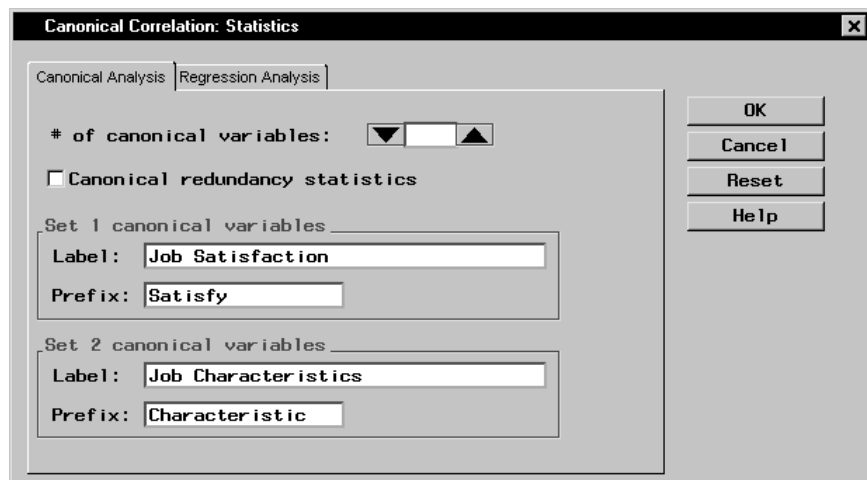 Canonical Correlation: Statistics
Canonical Analysis Regression Analysis
# of canonical variables:
Canonical redundancy statistics
Set 1 canonical variables
Label: Job Satisfaction
Prefix: Satisfy
Set 2 canonical variables
Label: Job Characteristics
Prefix: Characteristic
OK
Cancel
Reset
Help